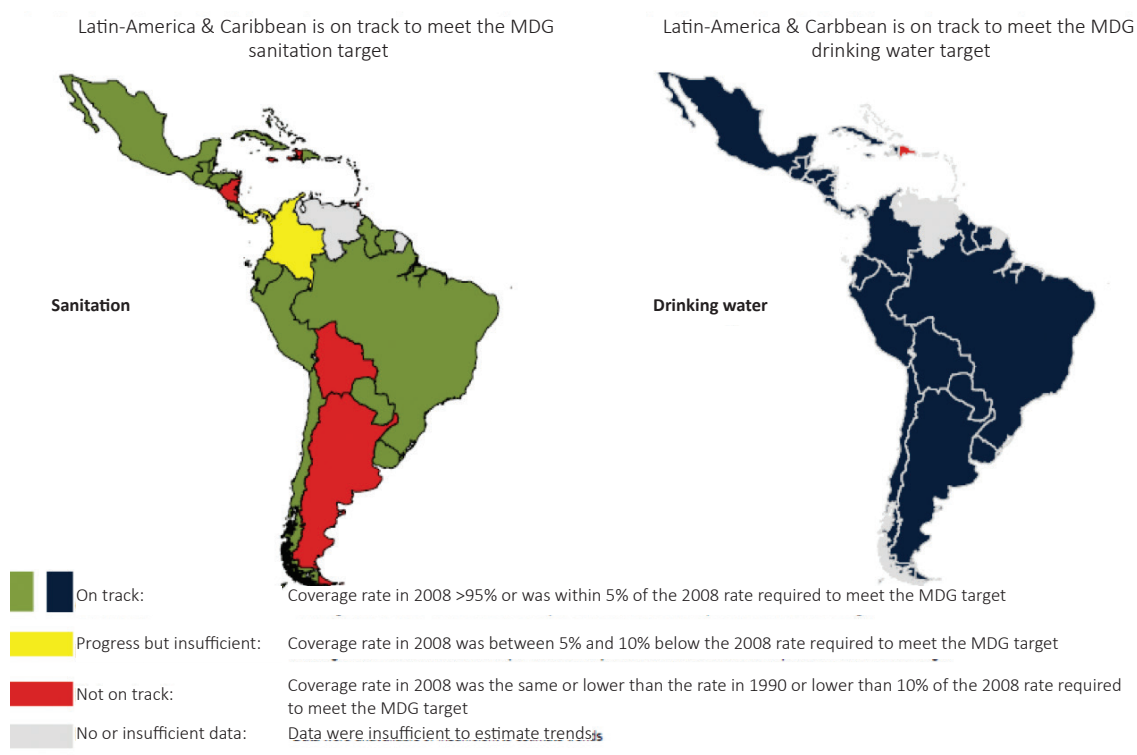 Latin-America & Caribbean is on track to meet the MDG
sanitation target
Latin-America & Caribbean is on track to meet the MDG
drinking water target
Sanitation
Drinking water
On track: Coverage rate in 2008 >95% or was within 5% of the 2008 rate required to meet the MDG target
Progress but insufficient: Coverage rate in 2008 was between 5% and 10% below the 2008 rate required to meet the MDG target
Not on track: Coverage rate in 2008 was the same or lower than the rate in 1990 or lower than 10% of the 2008 rate required
to meet the MDG target
No or insufficient data: Data were insufficient to estimate trends